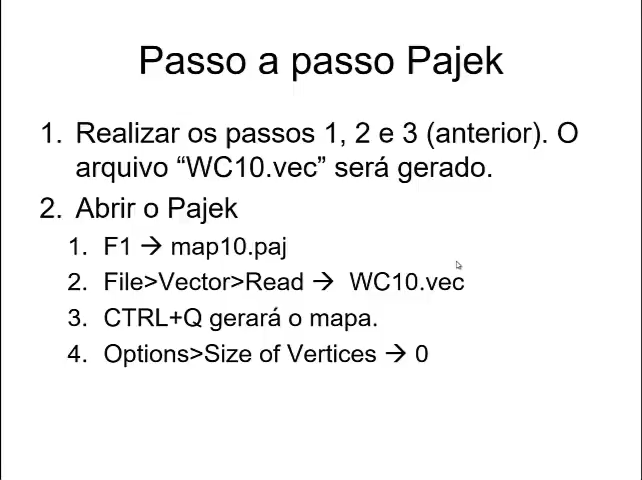 Passo a passo Pajek
1. Realizar os passos 1, 2 e 3 (anterior). O
arquivo “WC10.vec” será gerado.
2. Abrir o Pajek
1. F1 → map10.paj
2. File>Vector>Read → WC10.vec
3. CTRL+Q gerará o mapa.
4. Options>Size of Vertices → 0